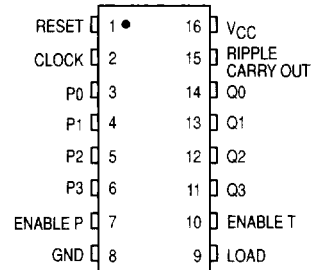 RESET 1 16 VCC
CLOCK 2 15 RIPPLE
CARRY OUT
P0 3 14 Q0
P1 4 13 Q1
P2 5 12 Q2
P3 6 11 Q3
ENABLE P 7 10 ENABLE T
GND 8 9 LOAD